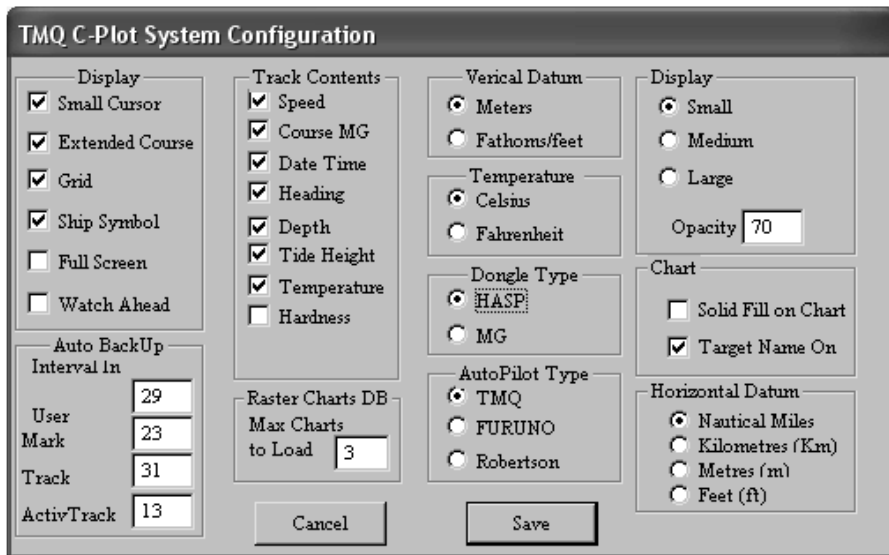 TMQ C-Plot System Configuration
Display
Small Cursor
Extended Course
Grid
Ship Symbol
Full Screen
Watch Ahead
Auto BackUp
Interval In
29
User
Mark
23
Track
31
ActivTrack
13
Track Contents
Speed
Course MG
Date Time
Heading
Depth
Tide Height
Temperature
Hardness
Raster Charts DB
Max Charts
to Load
3
Verical Datum
Meters
Fathoms/feet
Temperature
Celsius
Fahrenheit
Dongle Type
HASP
MG
AutoPilot Type
TMQ
FURUNO
Robertson
Display
Small
Medium
Large
Opacity 70
Chart
Solid Fill on Chart
Target Name On
Horizontal Datum
Nautical Miles
Kilometres (Km)
Metres (m)
Feet (ft)
Cancel
Save